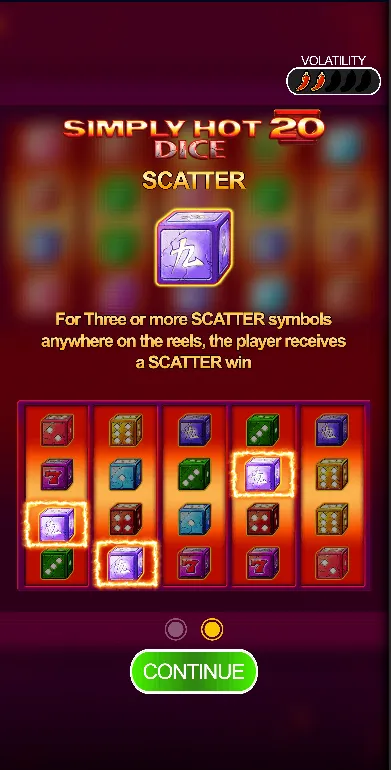 VOLATILITY
SIMPLY HOT 20
DICE
SCATTER
For Three or more SCATTER symbols
anywhere on the reels, the player receives
a SCATTER win
CONTINUE